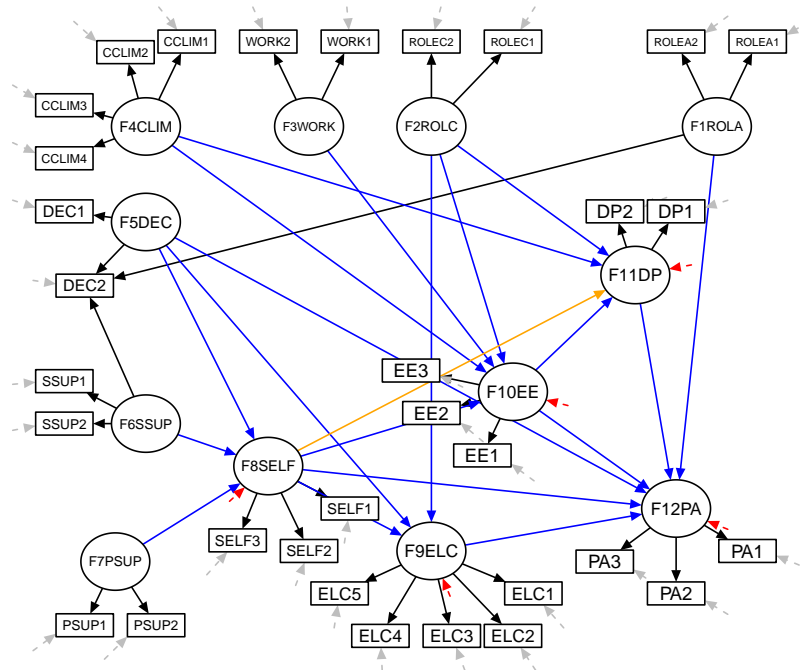 CCLIM1
WORK2
WORK1
ROLEC2
ROLEC1
ROLEA2
ROLEA1
CCLIM2
CCLIM3
F4CLIM
F3WORK
F2ROLC
F1ROLA
CCLIM4
DEC1
F5DEC
DP2
DP1
F11DP
DEC2
EE3
SSUP1
F10EE
EE2
SSUP2
F6SSUP
EE1
F8SELF
SELF1
F12PA
SELF3
SELF2
F9ELC
PA1
F7PSUP
PA3
ELC5
ELC1
PA2
PSUP1
PSUP2
ELC4
ELC3
ELC2